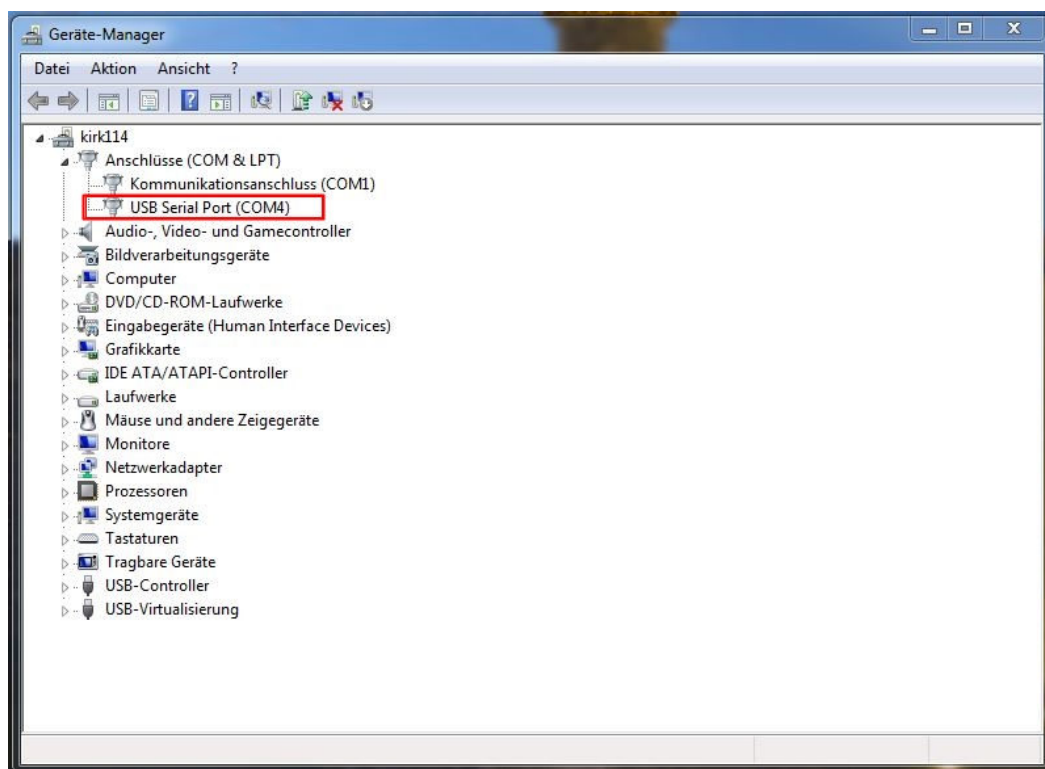 Geräte-Manager
Datei Aktion Ansicht ?
kirk114
Anschlüsse (COM & LPT)
Kommunikationsanschluss (COM1)
USB Serial Port (COM4)
Audio-, Video- und Gamecontroller
Bildverarbeitungsgeräte
Computer
DVD/CD-ROM-Laufwerke
Eingabegeräte (Human Interface Devices)
Grafikkarte
IDE ATA/ATAPI-Controller
Laufwerke
Mäuse und andere Zeigegeräte
Monitore
Netzwerkadapter
Prozessoren
Systemgeräte
Tastaturen
Tragbare Geräte
USB-Controller
USB-Virtualisierung